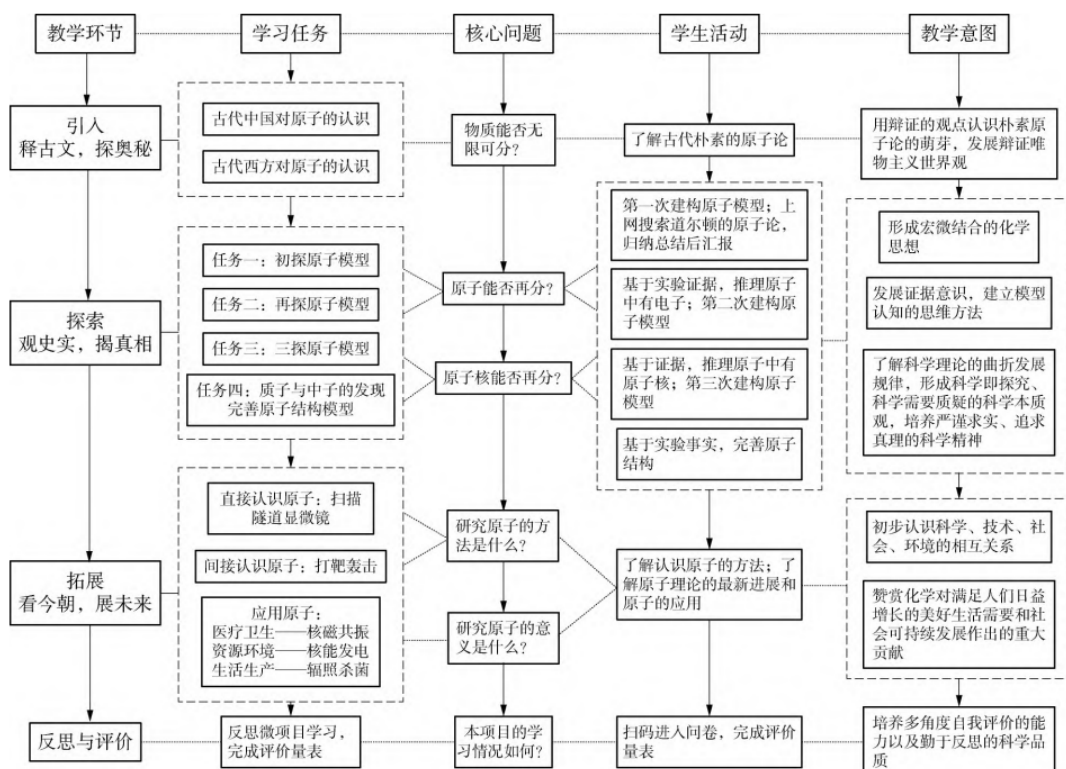 教学环节
学习任务
核心问题
学生活动
教学意图
引入
释古文，探奥秘
古代中国对原子的认识
古代西方对原子的认识
物质能否无
限可分？
了解古代朴素的原子论
用辩证的观点认识朴素原
子论的萌芽，发展辩证唯
物主义世界观
探索
观史实，揭真相
任务一：初探原子模型
任务二：再探原子模型
任务三：三探原子模型
任务四：质子与中子的发现
完善原子结构模型
原子能否再分？
原子核能否再分？
第一次建构原子模型；上
网搜索道尔顿的原子论，
归纳总结后汇报
基于实验证据，推理原子
中有电子；第二次建构原
子模型
基于证据，推理原子中有
原子核；第三次建构原子
模型
基于实验事实，完善原子
结构
形成宏微结合的化学
思想
发展证据意识，建立模型
认知的思维方法
了解科学理论的曲折发展
规律，形成科学即探究、
科学需要质疑的科学本质
观，培养严谨求实、追求
真理的科学精神
拓展
看今朝，展未来
直接认识原子：扫描
隧道显微镜
间接认识原子：打靶轰击
应用原子：
医疗卫生——核磁共振
资源环境——核能发电
生活生产——辐照杀菌
研究原子的方
法是什么？
研究原子的意
义是什么？
了解认识原子的方法；了
解原子理论的最新进展和
原子的应用
初步认识科学、技术、社
会、环境的相互关系
赞赏化学对满足人们日益
增长的美好生活需要和社
会可持续发展作出的重大
贡献
反思与评价
反思微项目学习，
完成评价量表
本项目的学
习情况如何？
扫码进入问卷，完成评价
量表
培养多角度自我评价的能
力以及勤于反思的科学品
质